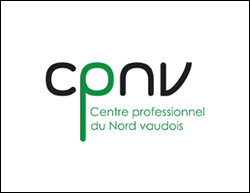 cpnv
Centre professionnel
du Nord vaudois